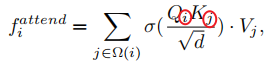 f_i^{attend} = \sum_{j \in \Omega(i)} \sigma(\frac{Q_i K_j}{\sqrt{d}}) \cdot V_j,